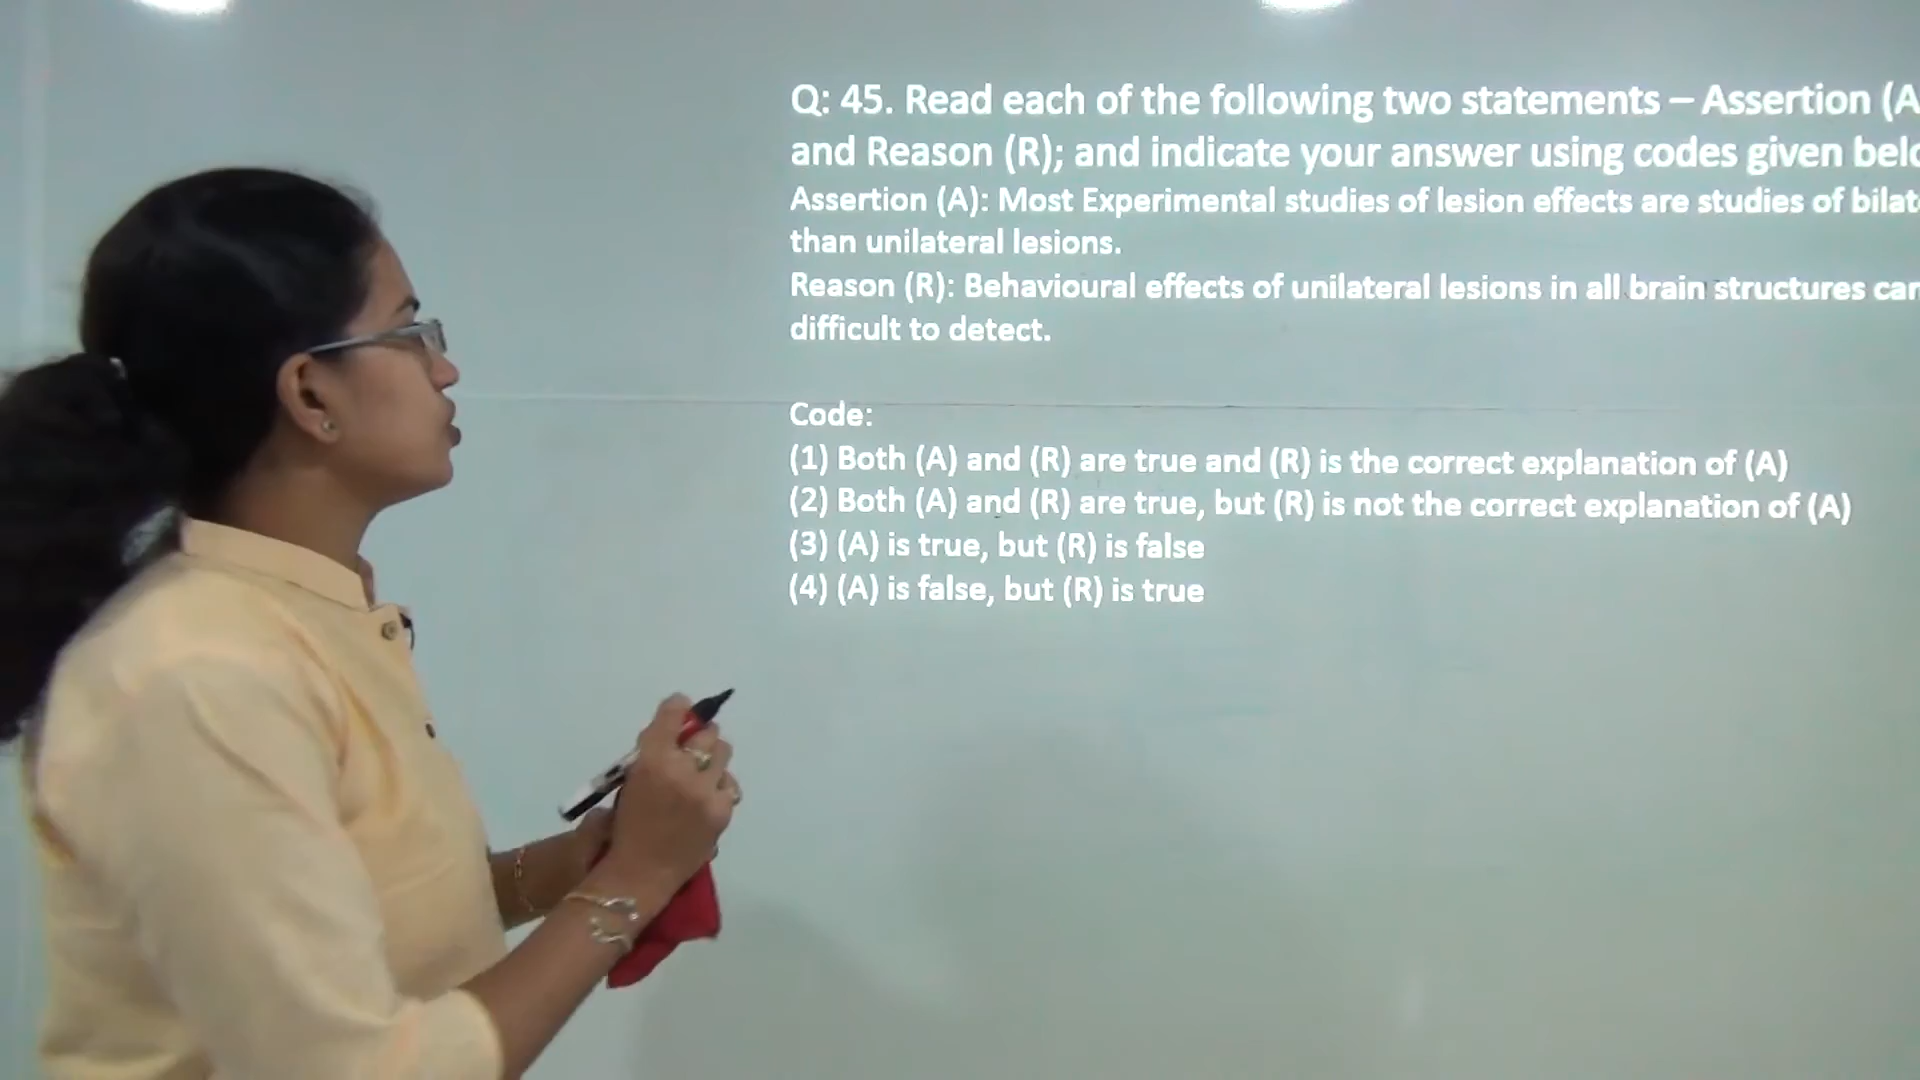 Q: 45. Read each of the following two statements – Assertion (A
and Reason (R); and indicate your answer using codes given
Assertion (A): Most Experimental studies of lesion effects are studies of
than unilateral lesions.
Reason (R): Behavioural effects of unilateral lesions in all brain structures
difficult to detect.
Code:
(1) Both (A) and (R) are true and (R) is the correct explanation of (A)
(2) Both (A) and (R) are true, but (R) is not the correct explanation of (A)
(3) (A) is true, but (R) is false
(4) (A) is false, but (R) is true